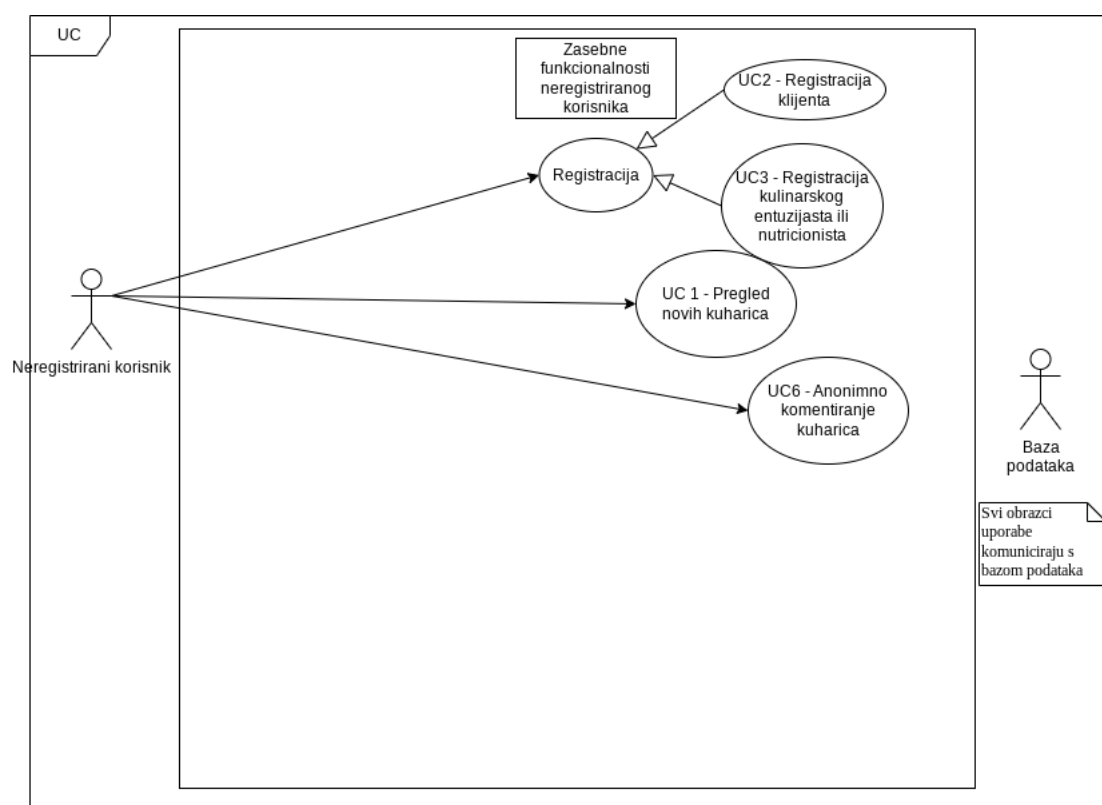 UC
Zasebne
funkcionalnosti
neregistriranog
korisnika
UC2 - Registracija
klijenta
Registracija
UC3 - Registracija
kulinarskog
entuzijasta ili
nutricionista
UC 1 - Pregled
novih kuharica
Neregistrirani korisnik
UC6 - Anonimno
komentiranje
kuharica
Baza
podataka
Svi obrazci
uporabe
komuniciraju s
bazom podataka